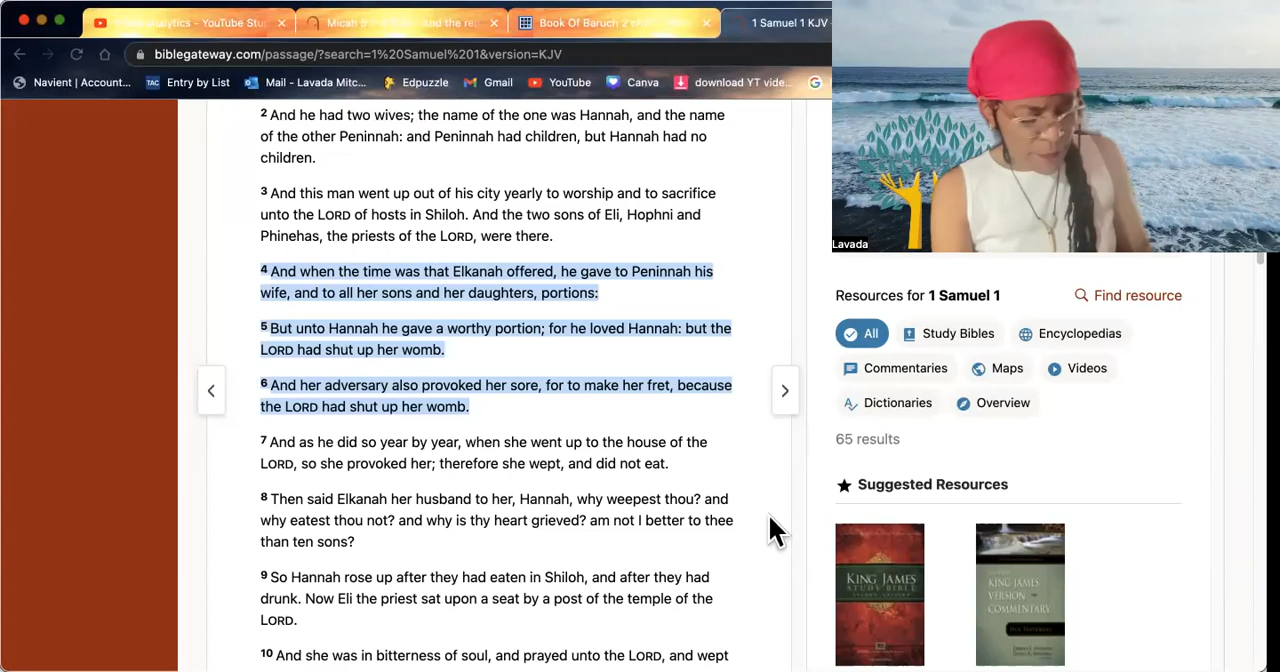 Analytics - YouTube Stu
Micah 5
And the re
Book Of Baruch 2
1 Samuel 1 KJV
biblegateway.com/passage/?search=1%20Samuel%201&version=KJV
Navient | Account...
TAC
Entry by List
Mail - Lavada Mitc...
Edpuzzle
Gmail
YouTube
Canva
download YT vide...
2 And he had two wives; the name of the one was Hannah, and the
name of the other Peninnah: and Peninnah had children, but Hannah had no
children.
3 And this man went up out of his city yearly to worship and to sacrifice
unto the LORD of hosts in Shiloh. And the two sons of Eli, Hophni and
Phinehas, the priests of the LORD, were there.
4 And when the time was that Elkanah offered, he gave to Peninnah his
wife, and to all her sons and her daughters, portions:
5 But unto Hannah he gave a worthy portion; for he loved Hannah: but the
LORD had shut up her womb.
6 And her adversary also provoked her sore, for to make her fret, because
the LORD had shut up her womb.
7 And as he did so year by year, when she went up to the house of the
LORD, so she provoked her; therefore she wept, and did not eat.
8 Then said Elkanah her husband to her, Hannah, why weepest thou? and
why eatest thou not? and why is thy heart grieved? am not I better to thee
than ten sons?
9 So Hannah rose up after they had eaten in Shiloh, and after they had
drunk. Now Eli the priest sat upon a seat by a post of the temple of the
LORD.
10 And she was in bitterness of soul, and prayed unto the LORD, and wept
Lavada
Resources for 1 Samuel 1
Find resource
All
Study Bibles
Encyclopedias
Commentaries
Maps
Videos
Dictionaries
Overview
65 results
Suggested Resources
KING JAMES
STUDY BIBLE
KING JAMES
VERSION
COMMENTARY